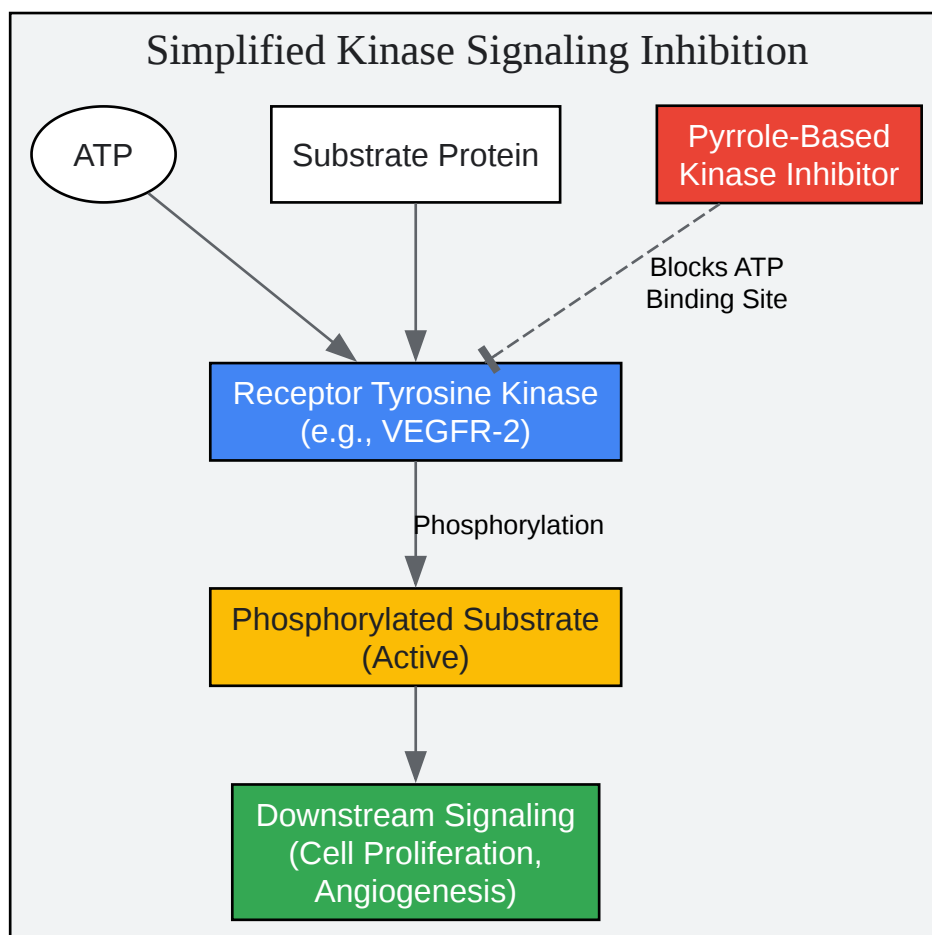 Simplified Kinase Signaling Inhibition
ATP
Substrate Protein
Pyrrole-Based
Kinase Inhibitor
Blocks ATP
Binding Site
Receptor Tyrosine Kinase
(e.g., VEGFR-2)
Phosphorylation
Phosphorylated Substrate
(Active)
Downstream Signaling
(Cell Proliferation,
Angiogenesis)